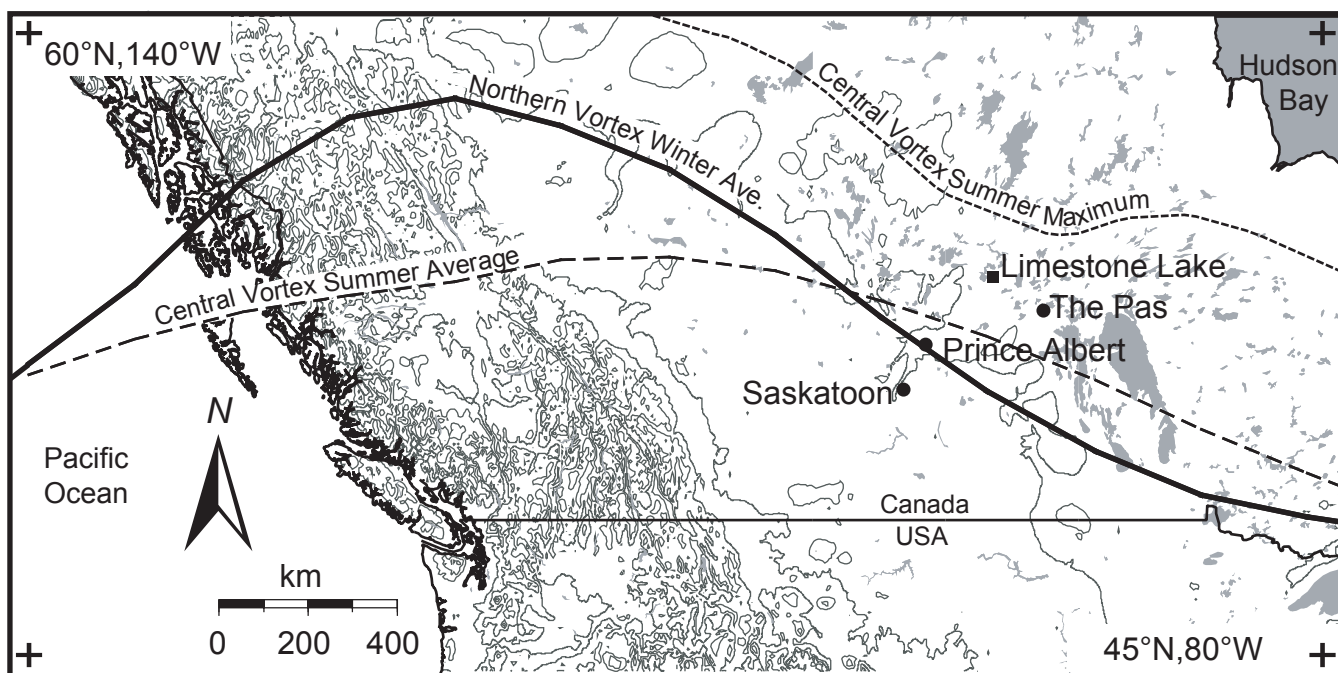 60°N,140°W
Hudson
Bay
Northern Vortex Winter Ave.
Central Vortex Summer Maximum
Central Vortex Summer Average
Limestone Lake
The Pas
Prince Albert
Saskatoon
N
Pacific
Ocean
Canada
USA
km
0 200 400
45°N,80°W